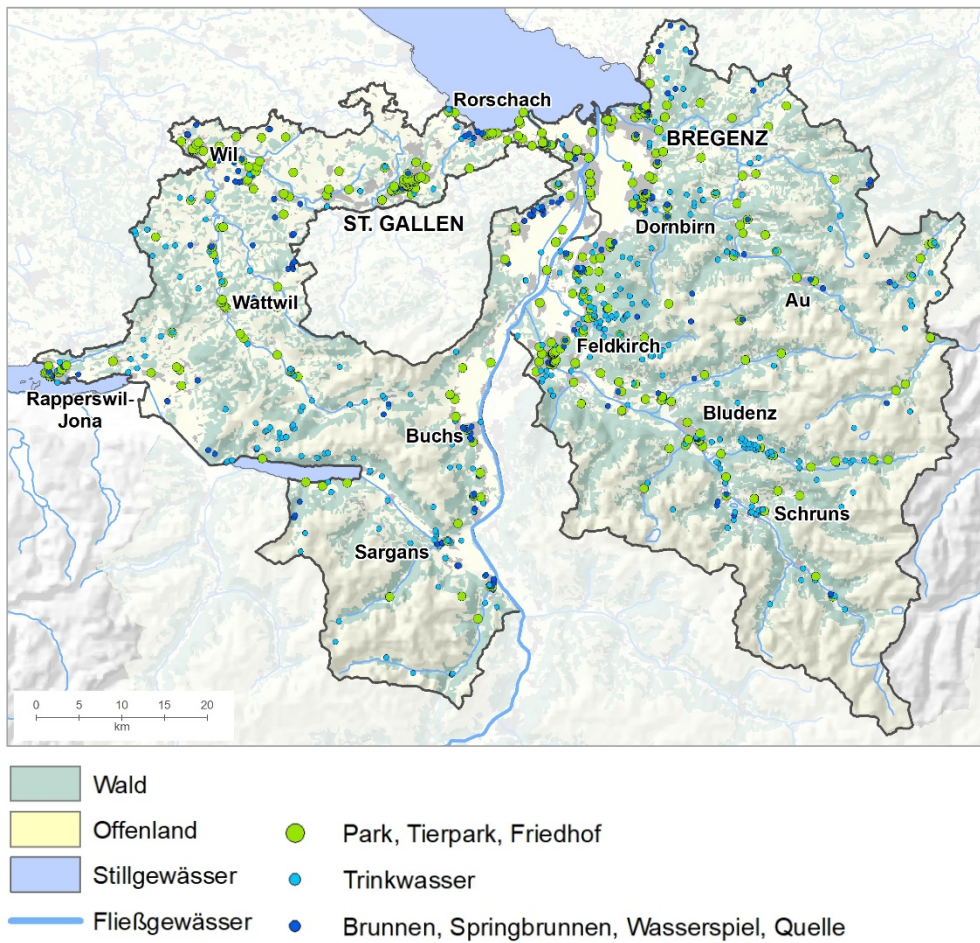 Rorschach
Wil
BREGENZ
ST. GALLEN
Dornbirn
Wattwil
Au
Feldkirch
Rapperswil-
Jona
Buchs
Bludenz
Schruns
Sargans
0 5 10 15 20
km
Wald
Offenland
Park, Tierpark, Friedhof
Stillgewässer
Trinkwasser
Fließgewässer
Brunnen, Springbrunnen, Wasserspiel, Quelle